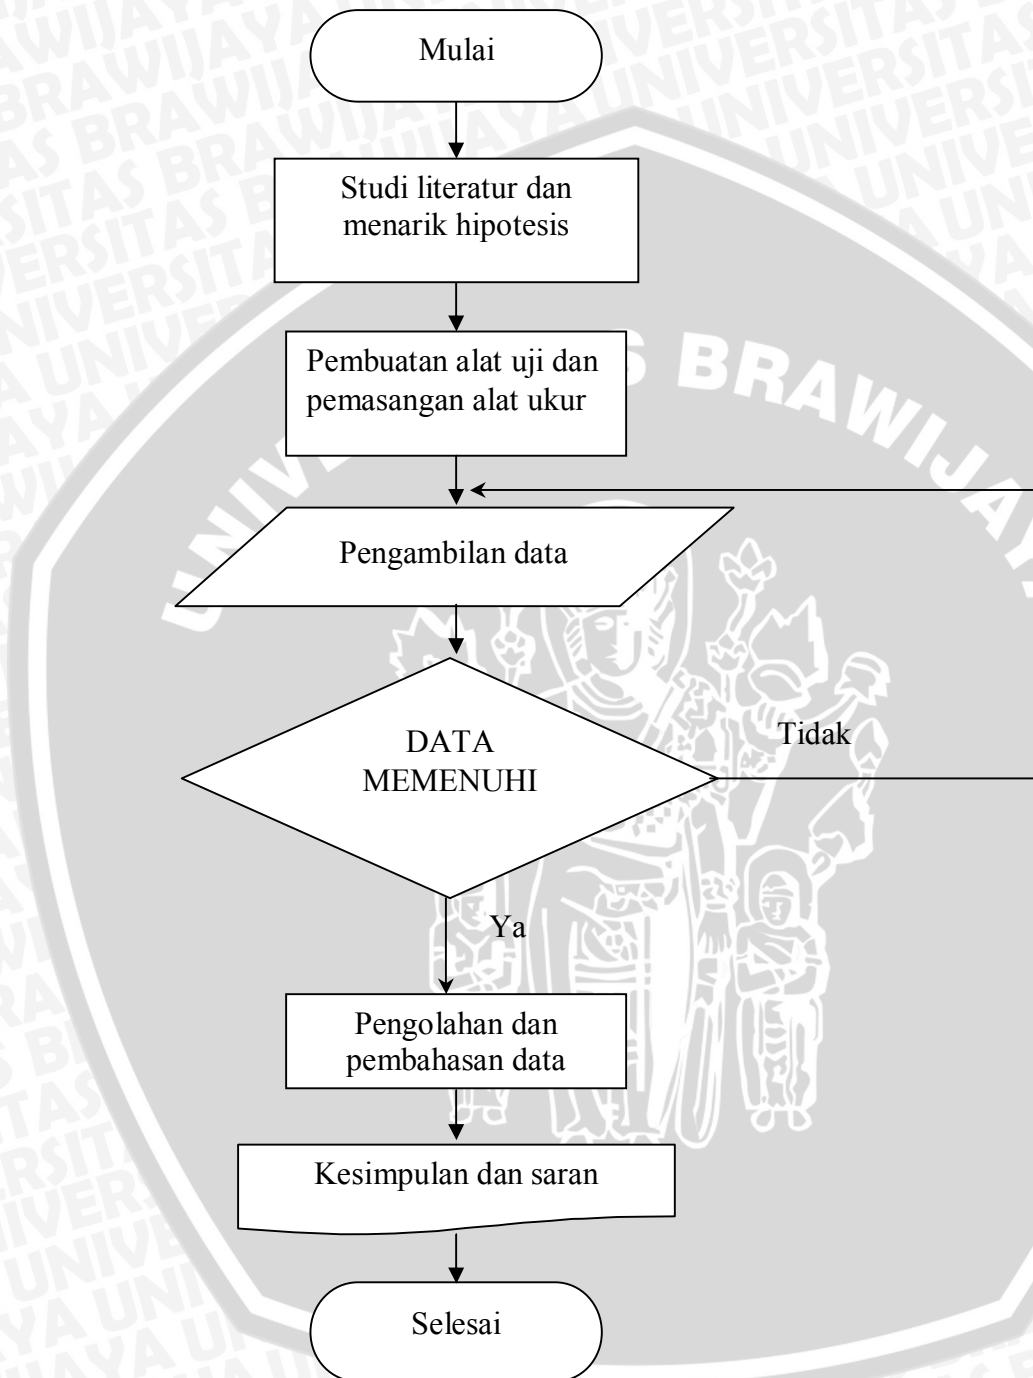 Mulai
Studi literatur dan
menarik hipotesis
Pembuatan alat uji dan
pemasangan alat ukur
Pengambilan data
DATA
MEMENUHI
Tidak
Ya
Pengolahan dan
pembahasan data
Kesimpulan dan saran
Selesai